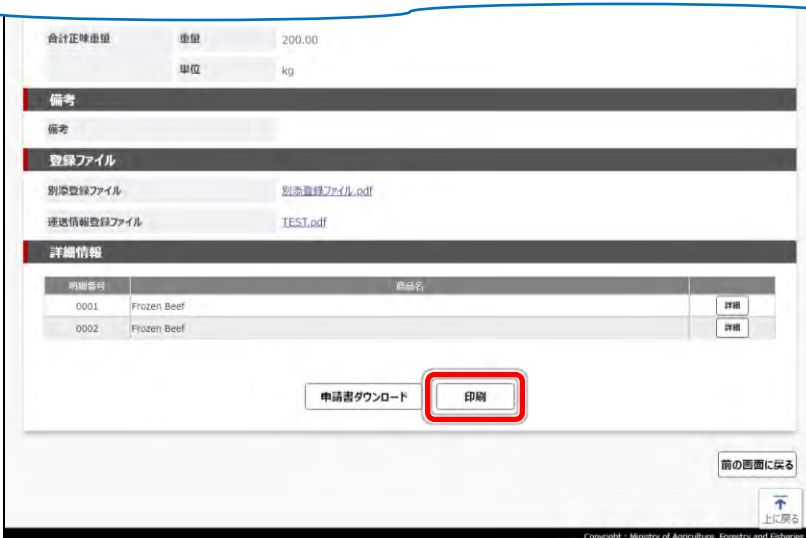 合計正味重量 重量 200.00
単位 kg
備考
備考
登録ファイル
別添登録ファイル 別添登録ファイル.pdf
運送情報登録ファイル TEST.pdf
詳細情報
明細番号 商品名
0001 Frozen Beef 詳細
0002 Frozen Beef 詳細
申請書ダウンロード 印刷
前の画面に戻る
上に戻る
Copyright : Ministry of Agriculture, Forestry and Fisheries